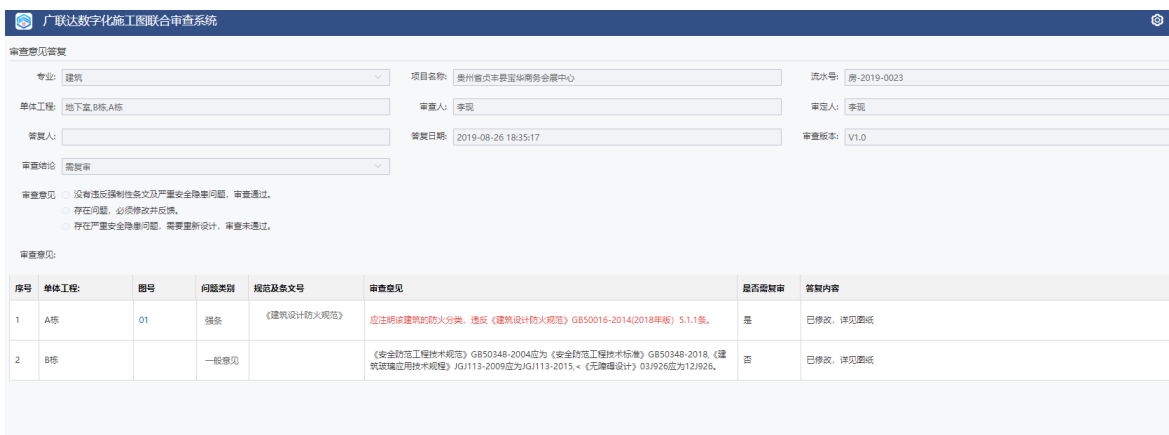 广联达数字化施工图联合审查系统
审查意见答复
专业: 建筑 项目名称: 贵州省贞丰县宝华商务会展中心 流水号: 房-2019-0023
单体工程: 地下室,B栋,A栋 审查人: 李现 审定人: 李现
答复人: 答复日期: 2019-08-26 18:35:17 审查版本: V1.0
审查结论 需复审
审查意见 没有违反强制性条文及严重安全隐患问题，审查通过。
存在问题，必须修改并反馈。
存在严重安全隐患问题，需要重新设计，审查未通过。
审查意见:
序号 单体工程: 图号 问题类别 规范及条文号 审查意见 是否需复审 答复内容
1 A栋 01 强条 《建筑设计防火规范》 应注明该建筑的防火分类，违反《建筑设计防火规范》GB50016-2014(2018年版）5.1.1条。 是 已修改，详见图纸
2 B栋 一般意见 《安全防范工程技术规范》GB50348-2004应为《安全防范工程技术标准》GB50348-2018,《建
筑玻璃应用技术规程》JGJ113-2009应为JGJ113-2015,<《无障碍设计》03J926应为12J926。 否 已修改，详见图纸